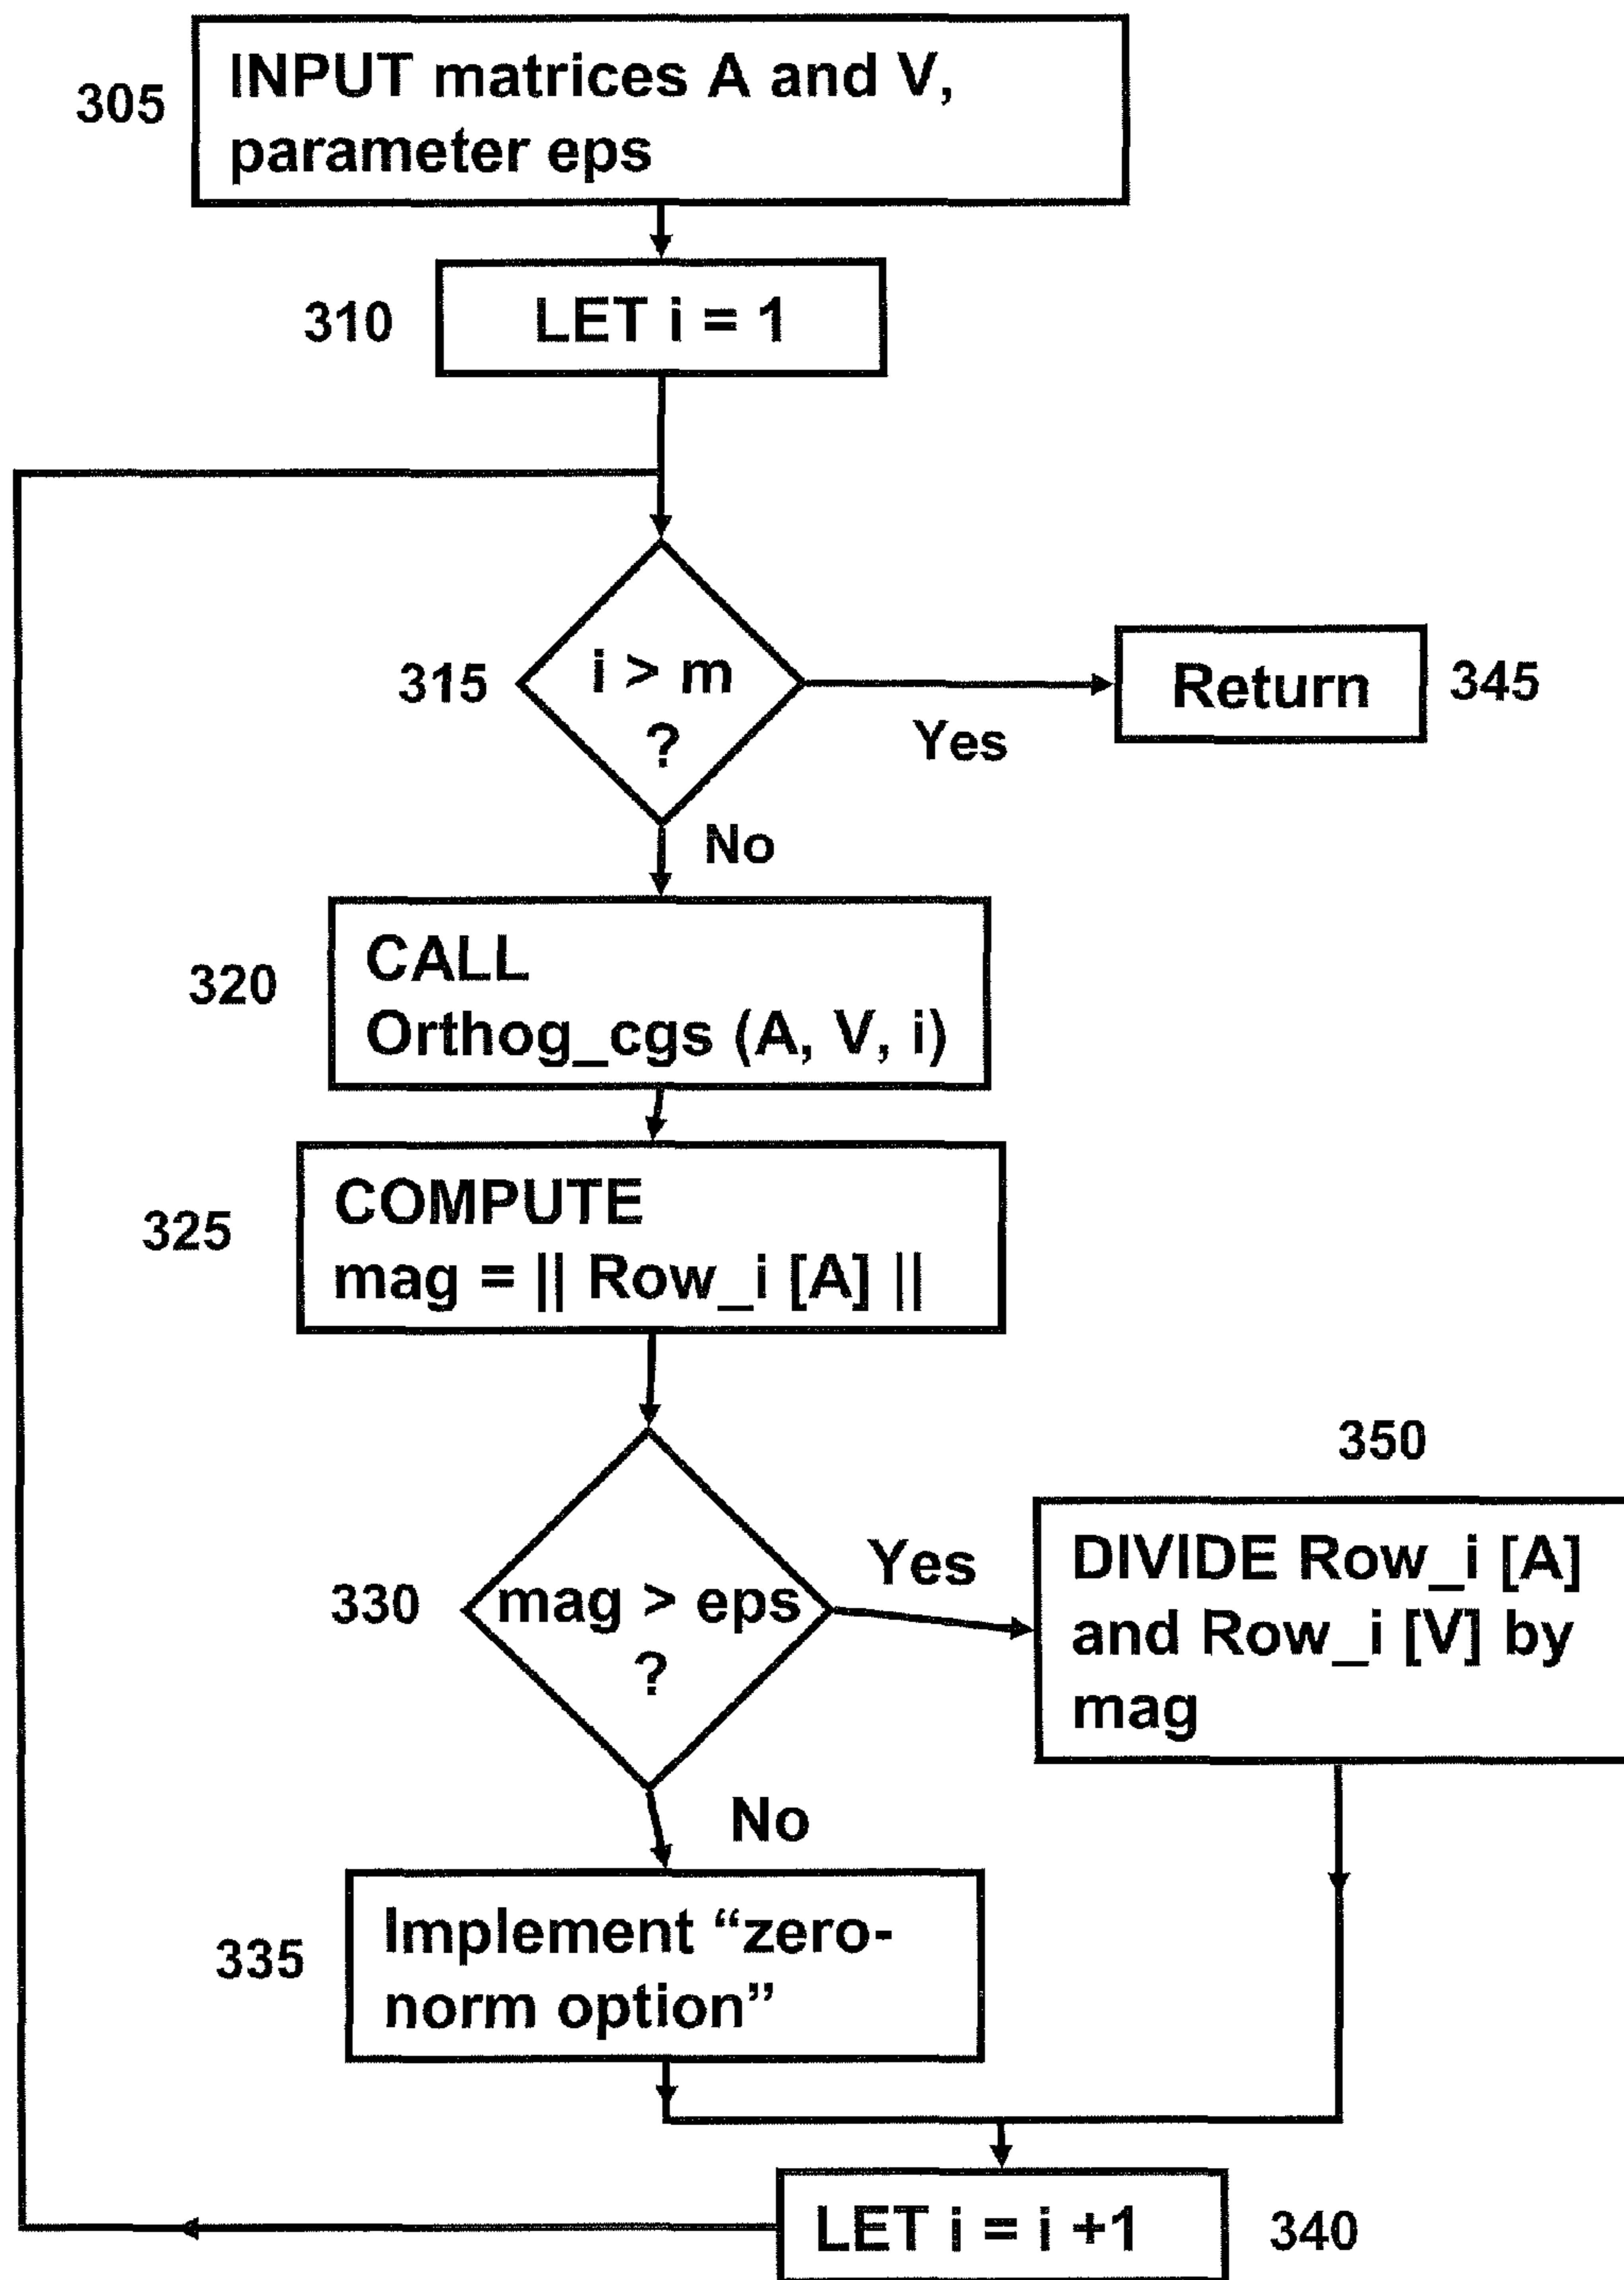 305
INPUT matrices A and V,
parameter eps
310
LET i = 1
315
i > m
?
Yes
Return
345
No
320
CALL
Orthog_cgs (A, V, i)
325
COMPUTE
mag = || Row_i [A] ||
330
mag > eps
?
Yes
350
DIVIDE Row_i [A]
and Row_i [V] by
mag
No
335
Implement “zero-
norm option”
LET i = i +1
340